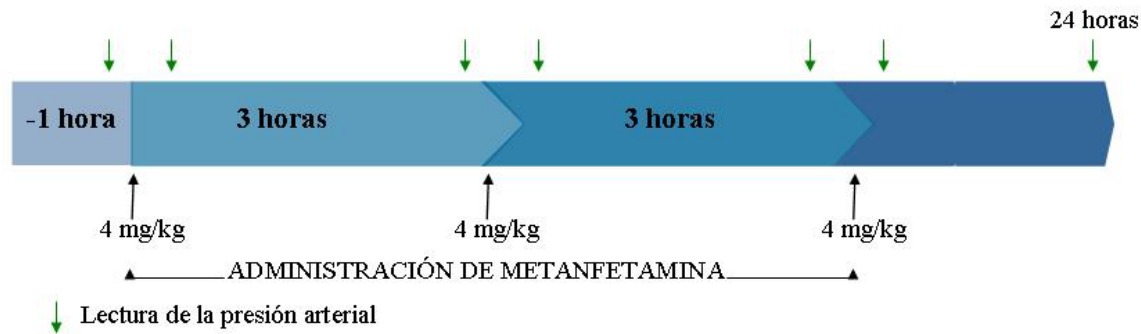 24 horas
-1 hora 3 horas 3 horas
4 mg/kg 4 mg/kg 4 mg/kg
ADMINISTRACIÓN DE METANFETAMINA
Lectura de la presión arterial